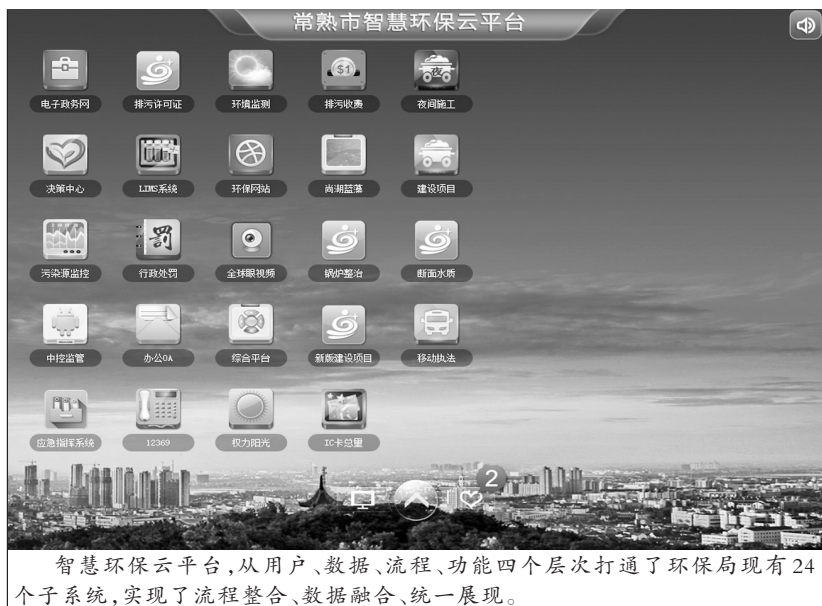 常熟市智慧环保云平台
电子政务网 排污许可证 环境监测 排污收费 夜间施工
$1
夜
决策中心 LIMS系统 环保网站 尚湖蓝藻 建设项目
罚
污染源监控 行政处罚 全球眼视频 锅炉整治 断面水质
中控监管 办公OA 综合平台 新版建设项目 移动执法
应急指挥系统 12369 权力阳光 IC卡总量
2
智慧环保云平台,从用户、数据、流程、功能四个层次打通了环保局现有24
个子系统,实现了流程整合、数据融合、统一展现。